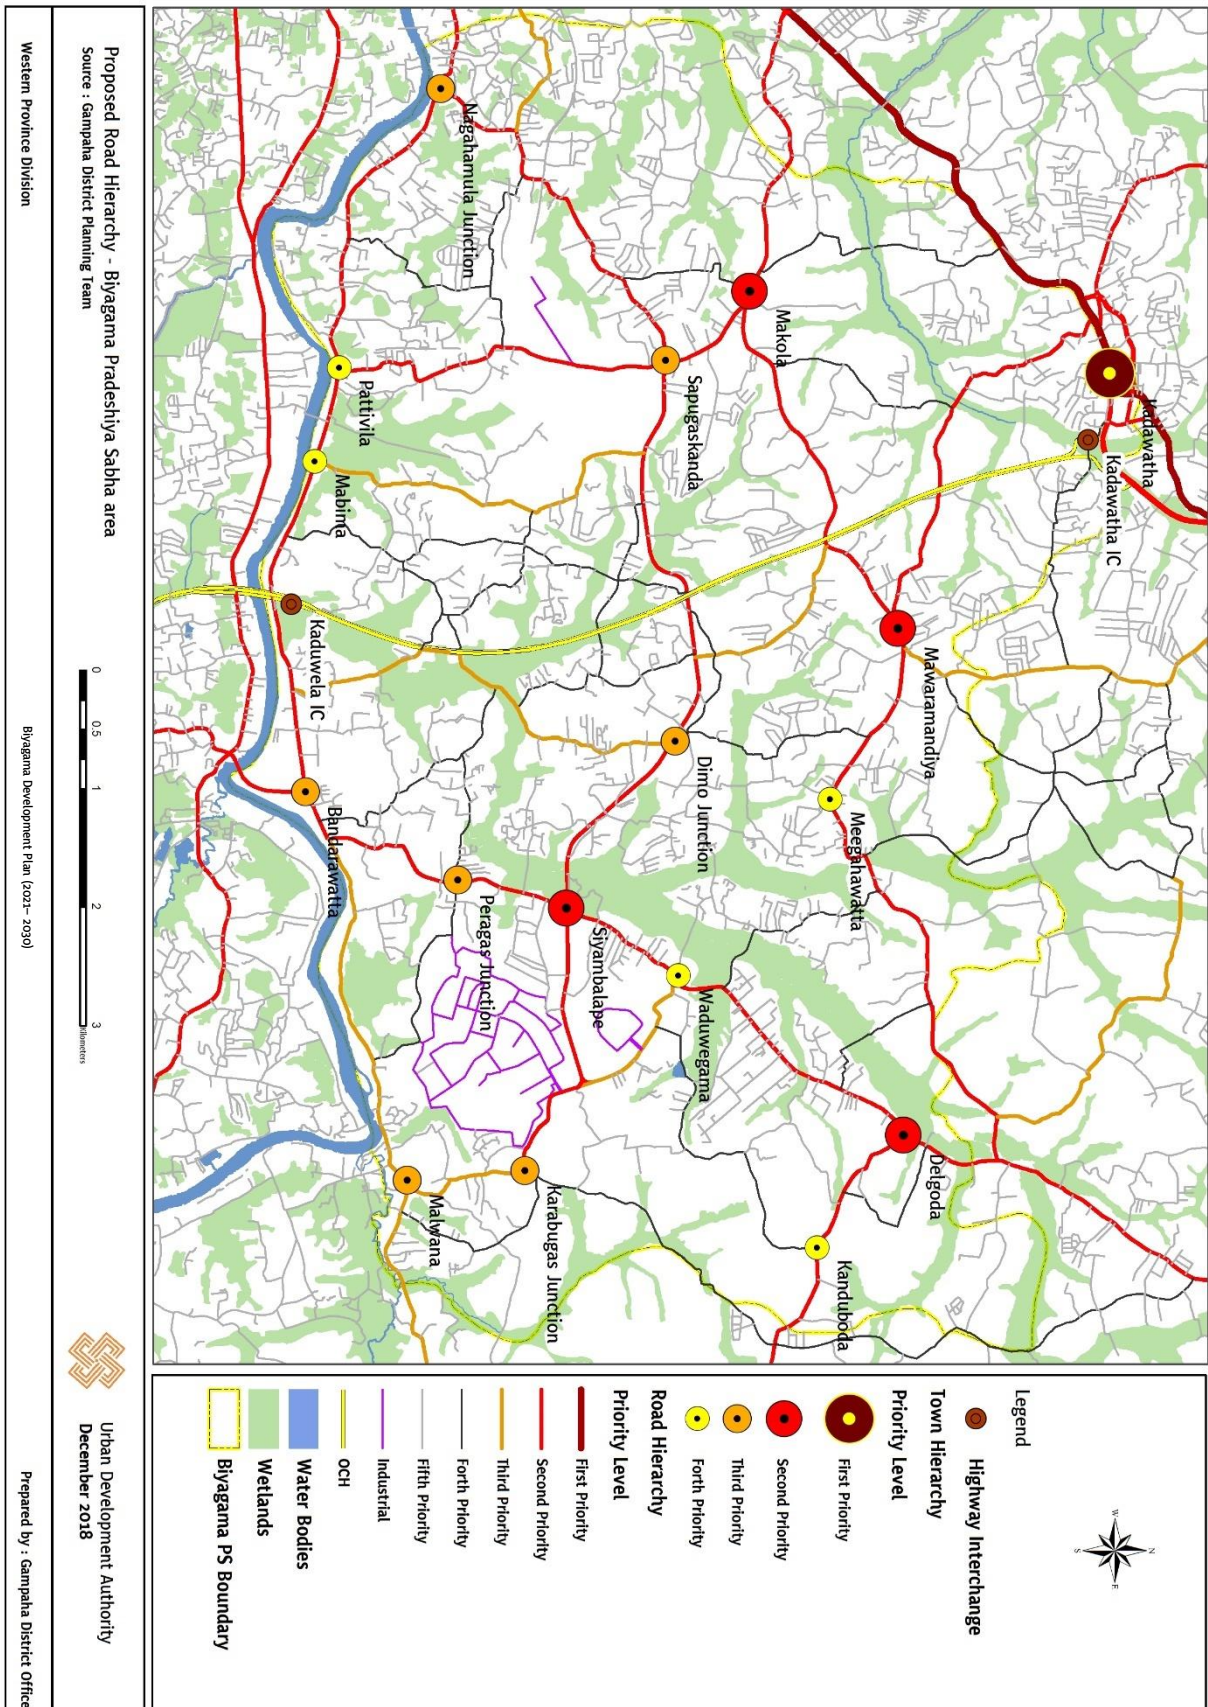 Kadawatha
Kadawatha IC
Makola
Mawaramandiya
Meegahawatta
Delgoda
Kanduboda
Sapugaskanda
Dimo Junction
Waduwegama
Siyambalape
Karabugas Junction
Nagahamula Junction
Peragas Junction
Malwana
Pattivila
Mabima
Kaduwela IC
Bandarawatta
Legend
Highway Interchange
Town Hierarchy
Priority Level
First Priority
Second Priority
Third Priority
Forth Priority
Road Hierarchy
Priority Level
First Priority
Second Priority
Third Priority
Forth Priority
Fifth Priority
Industrial
OCH
Water Bodies
Wetlands
Biyagama PS Boundary
N
W
E
S
Proposed Road Hierarchy - Biyagama Pradeshiya Sabha area
Source : Gampaha District Planning Team
0 0.5 1 2 3
Kilometers
Urban Development Authority
December 2018
Western Province Division
Biyagama Development Plan (2021- 2030)
Prepared by : Gampaha District Office